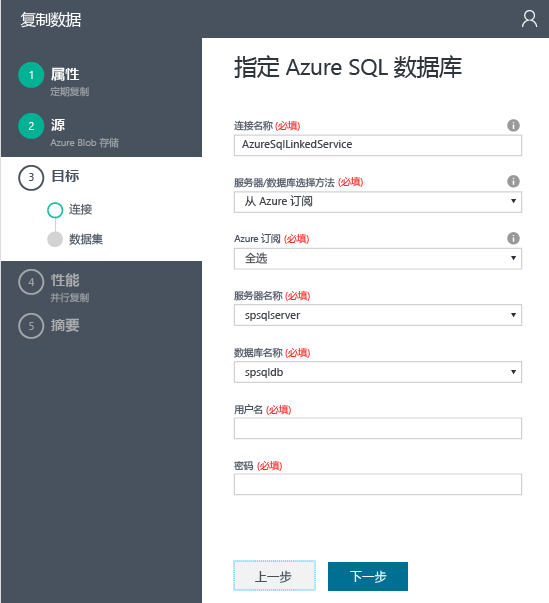 复制数据
1 属性
定期复制
2 源
Azure Blob 存储
3 目标
连接
数据集
4 性能
并行复制
5 摘要
指定 Azure SQL 数据库
连接名称 (必填)
AzureSqlLinkedService
服务器/数据库选择方法 (必填)
从 Azure 订阅
Azure 订阅 (必填)
全选
服务器名称 (必填)
spsqlserver
数据库名称 (必填)
spsqldb
用户名 (必填)
密码 (必填)
上一步 下一步